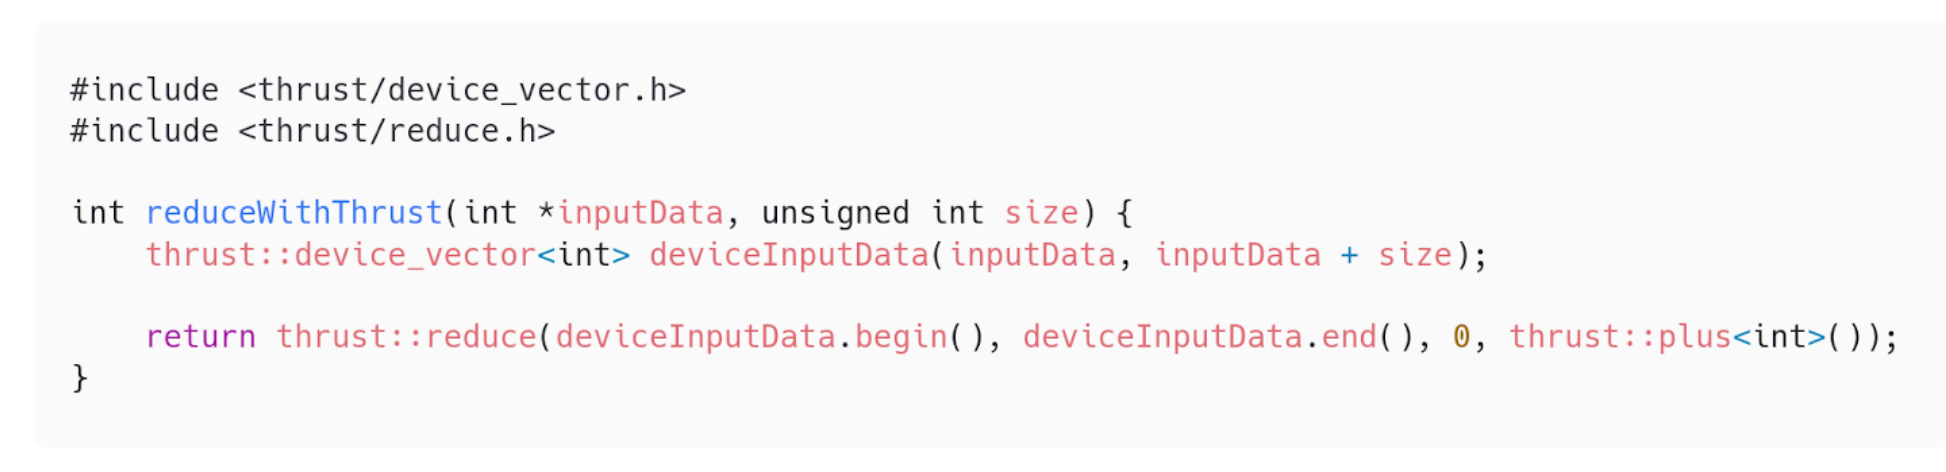 #include <thrust/device_vector.h>
#include <thrust/reduce.h>
int reduceWithThrust(int *inputData, unsigned int size) {
    thrust::device_vector<int> deviceInputData(inputData, inputData + size);
    return thrust::reduce(deviceInputData.begin(), deviceInputData.end(), 0, thrust::plus<int>());
}